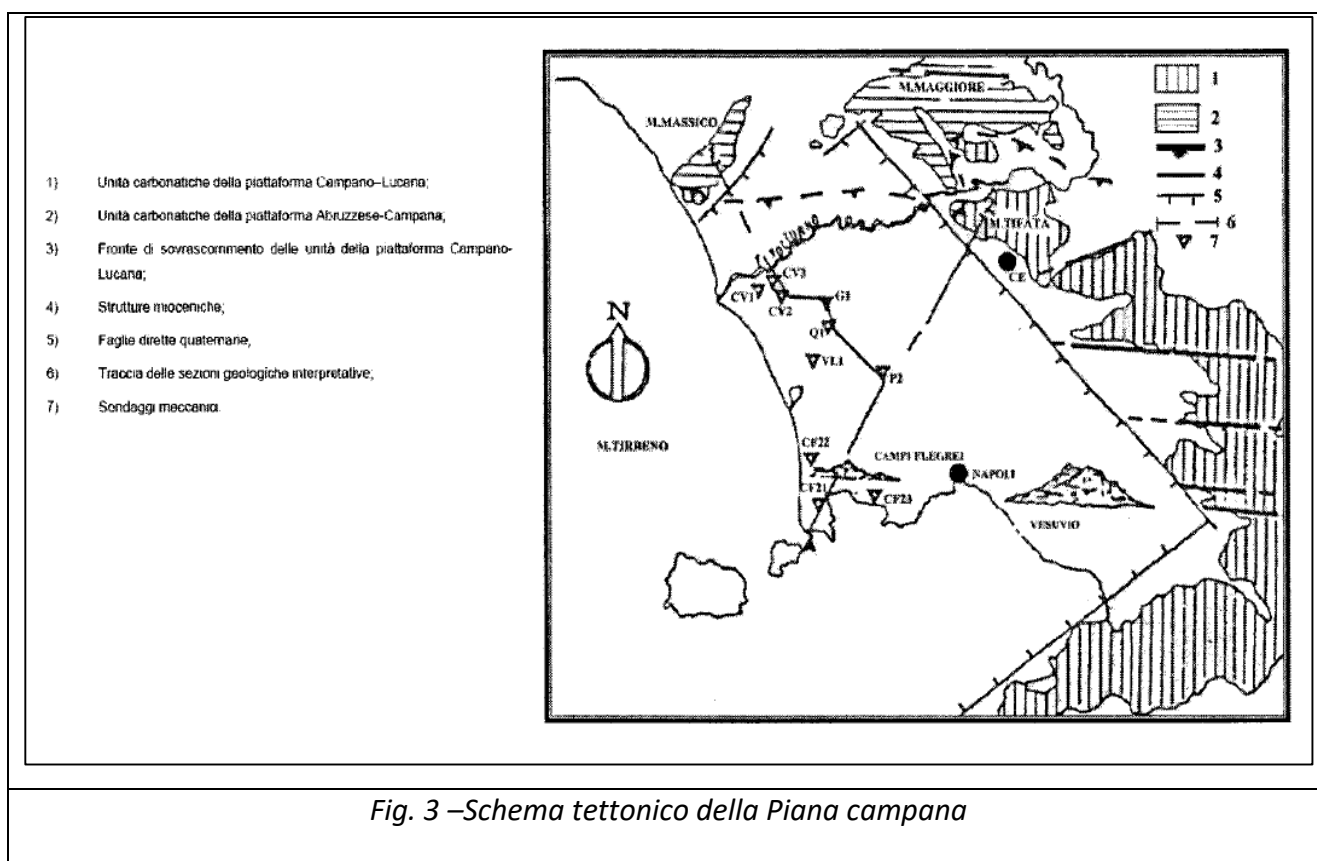 1) Unità carbonatiche della piattaforma Campano–Lucana;
2) Unità carbonatiche della piattaforma Abruzzese-Campana;
3) Fronte di sovrascorrimento delle unità della piattaforma Campano-
Lucana;
4) Strutture mioceniche;
5) Faglie dirette quaternarie,
6) Traccia delle sezioni geologiche interpretative;
7) Sondaggi meccanici.
M.MAGGIORE
M.MASSICO
1
2
3
4
5
6
7
M.TIFATA
CE
CV3
CV1
CV2
G1
Q1
VL1
P2
N
M.TIRRENO
CF22
CAMPI FLEGREI
NAPOLI
CF21
CF23
VESUVIO
A
Fig. 3 –Schema tettonico della Piana campana